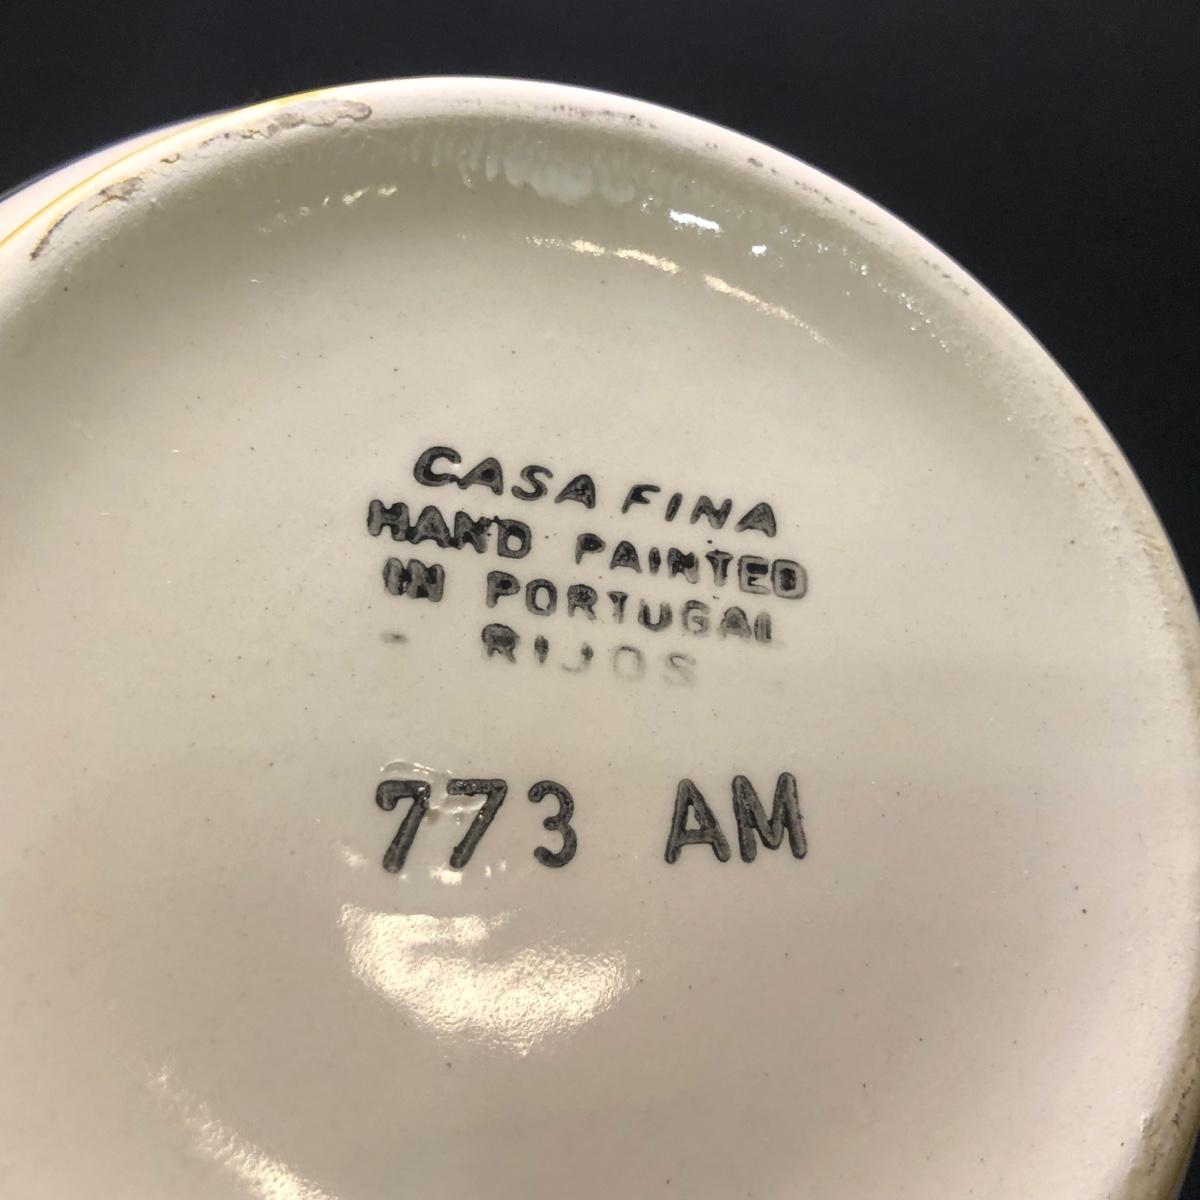 CASA FINA
HAND PAINTED
IN PORTUGAL
- RIJOS
773 AM